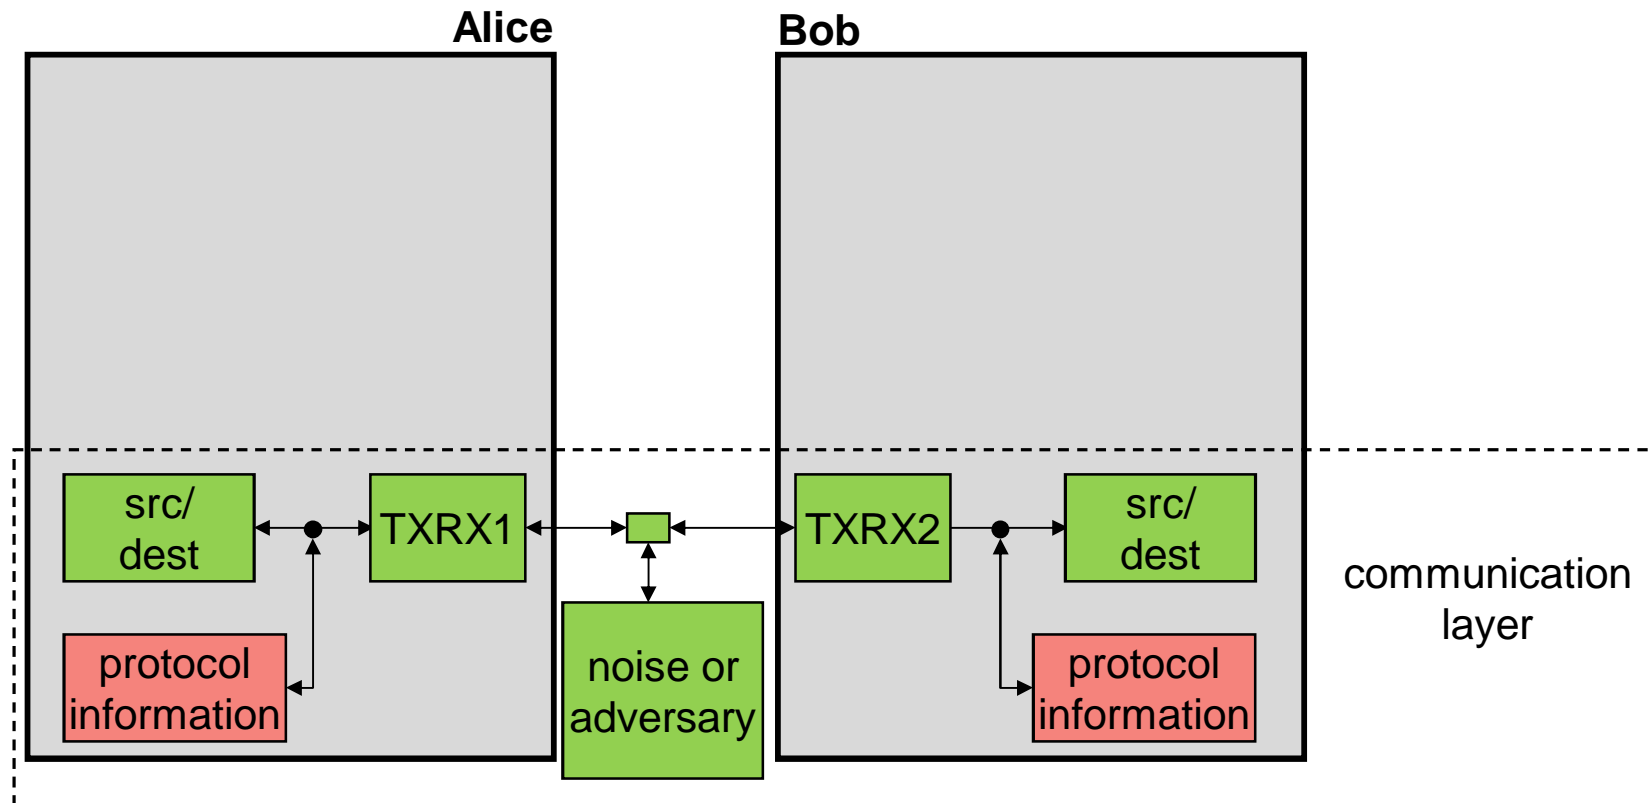 Alice
Bob
src/
dest
TXRX1
TXRX2
src/
dest
communication
layer
protocol
information
noise or
adversary
protocol
information